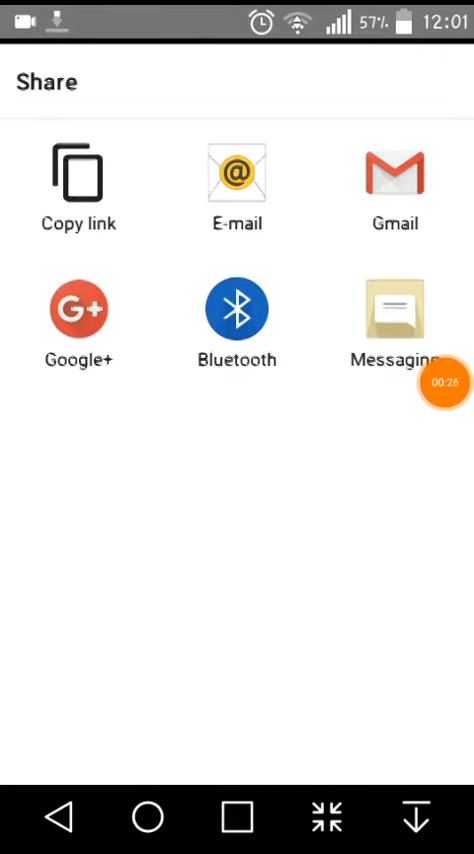 57% 12:01
Share
Copy link E-mail Gmail
G+
Google+ Bluetooth Messaging
00:26